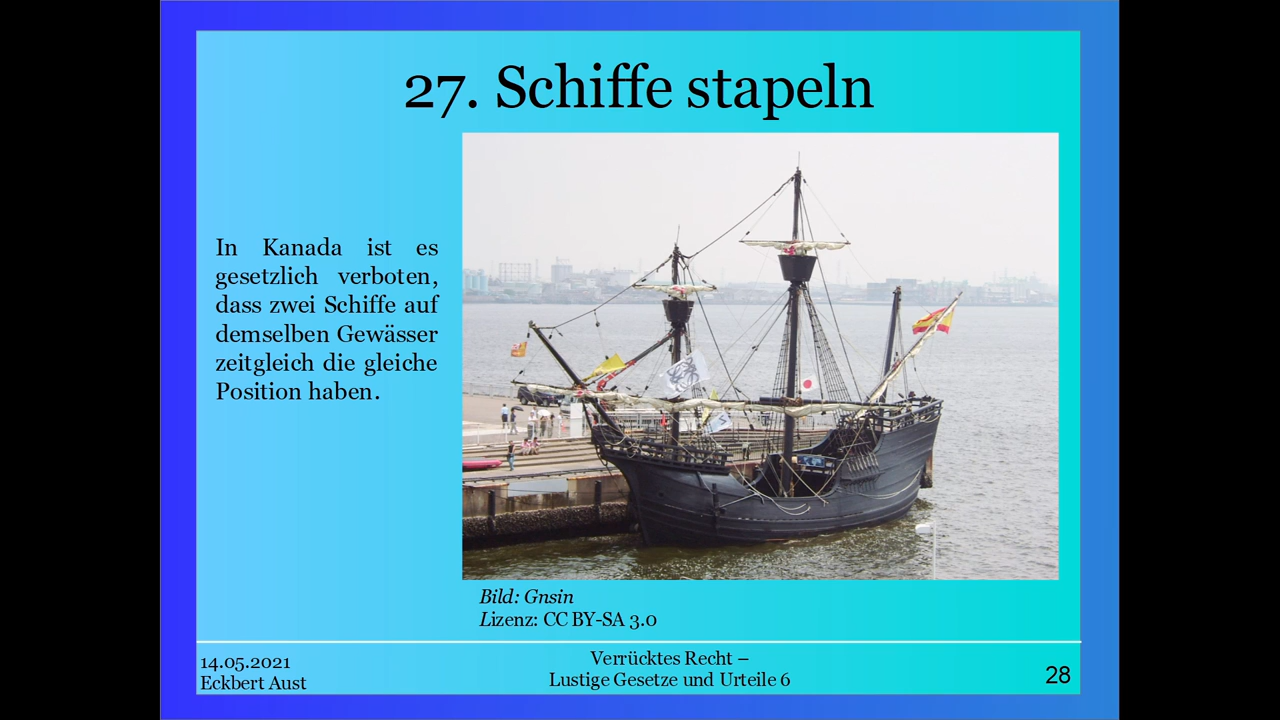 27. Schiffe stapeln
In Kanada ist es
gesetzlich verboten,
dass zwei Schiffe auf
demselben Gewässer
zeitgleich die gleiche
Position haben.
Bild: Gnsin
Lizenz: CC BY-SA 3.0
14.05.2021
Eckbert Aust
Verrücktes Recht –
Lustige Gesetze und Urteile 6
28